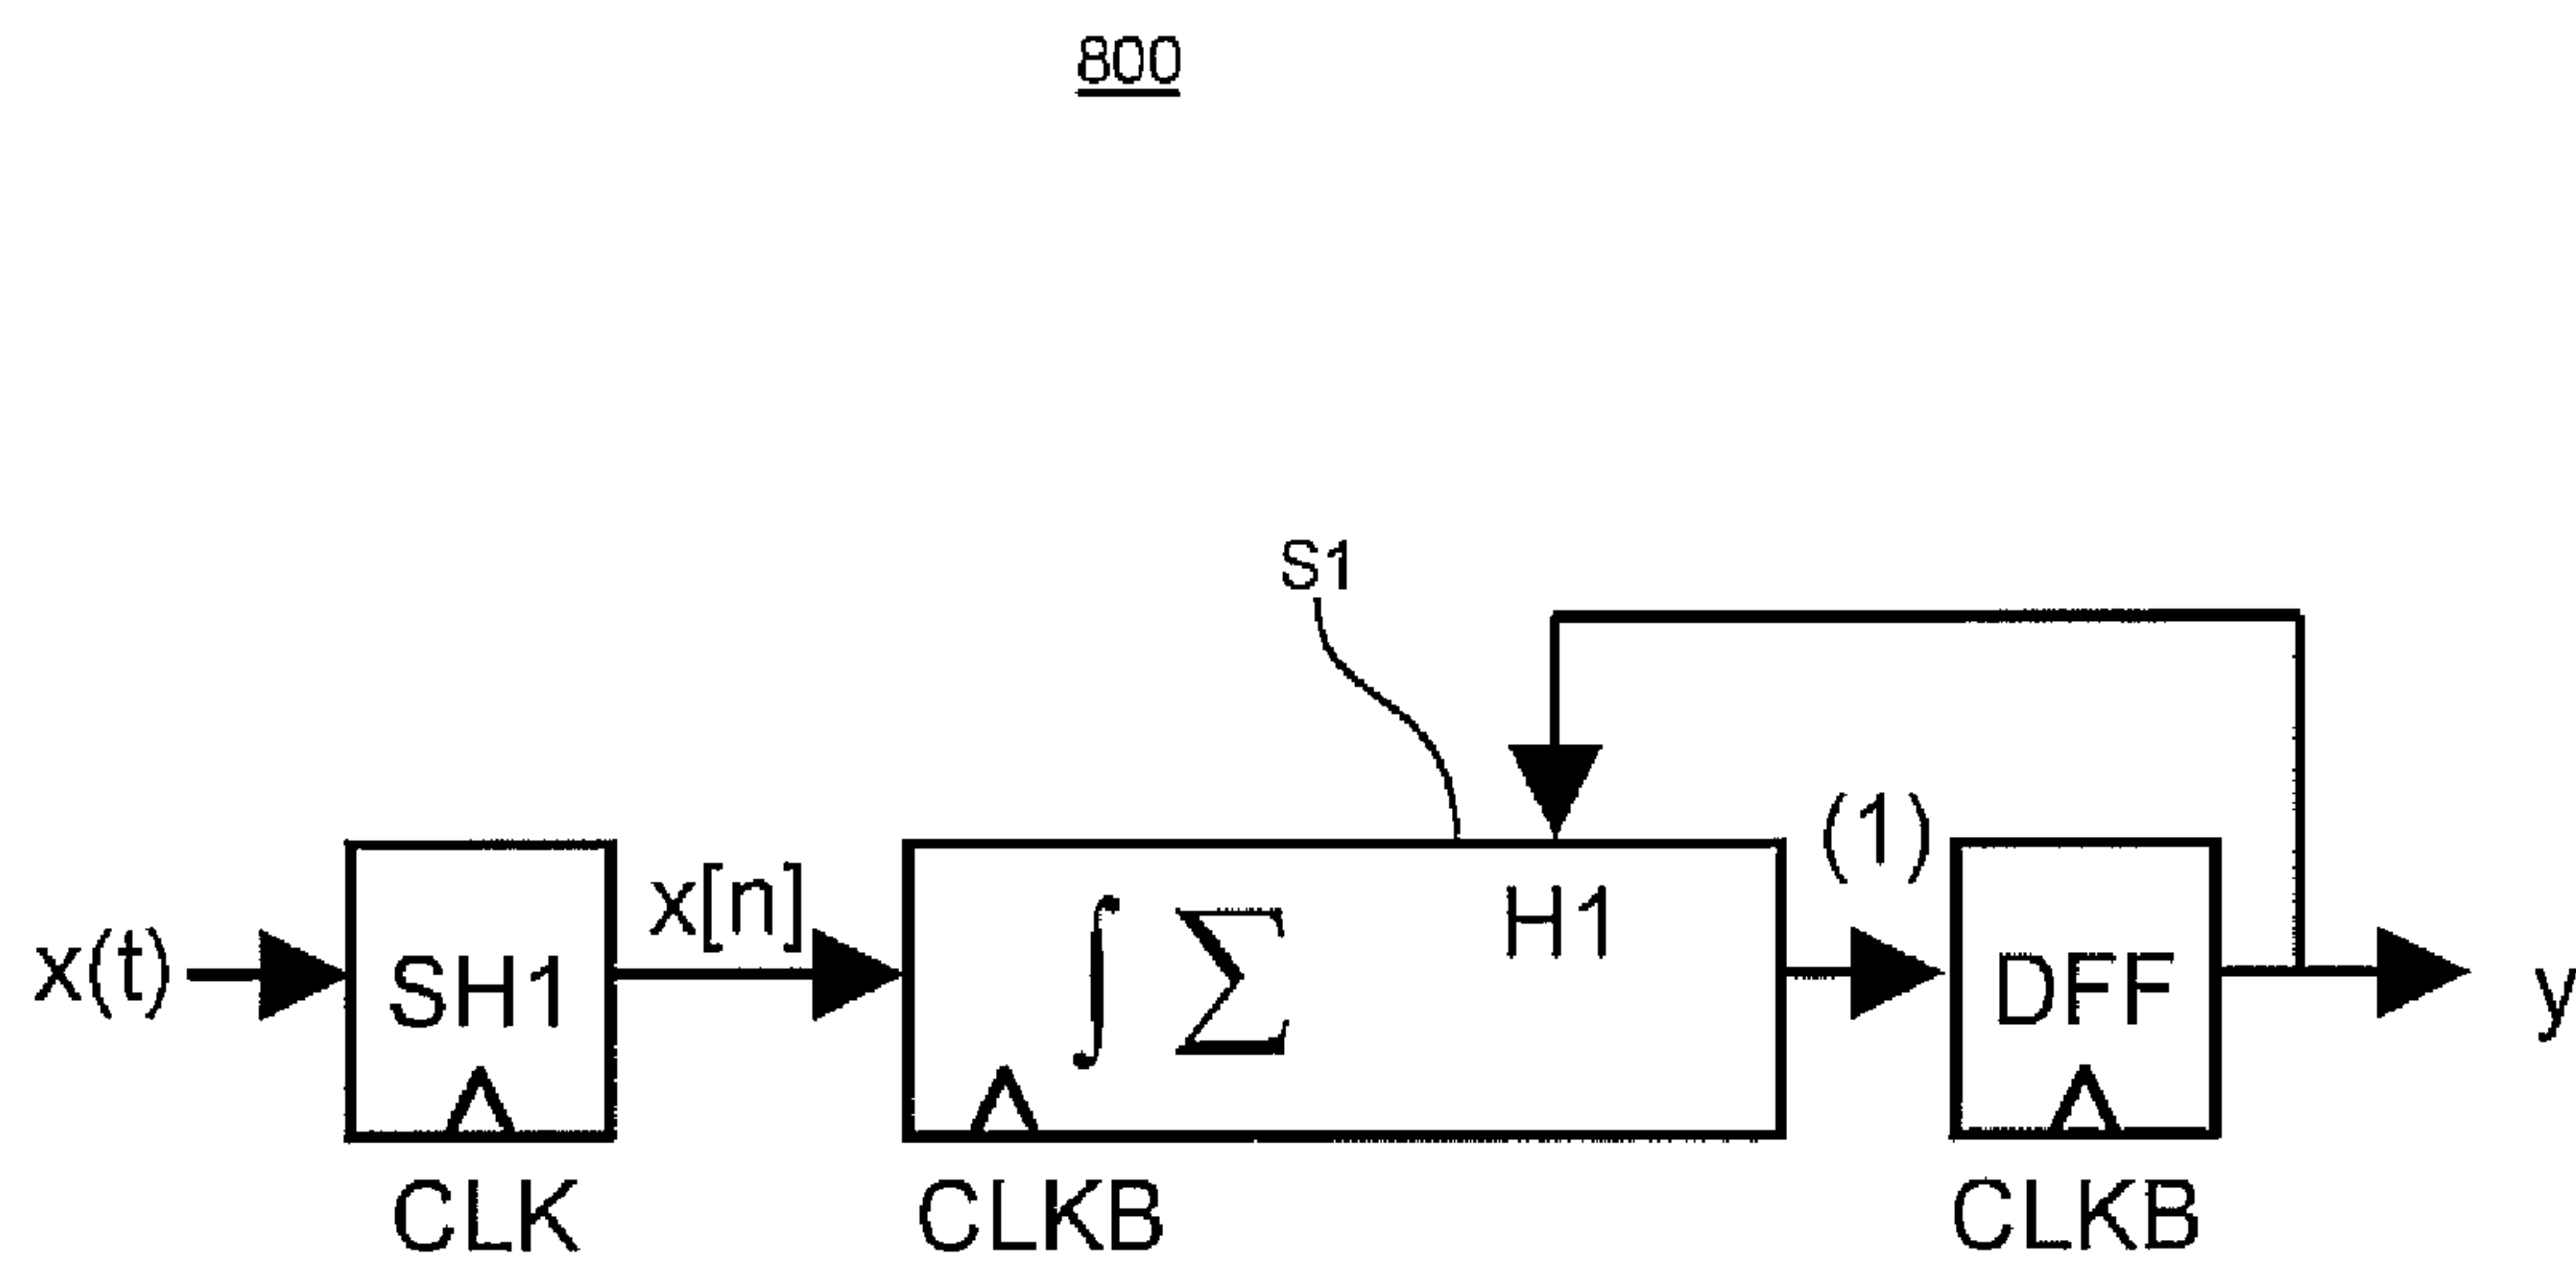 800
S1
(1)
x(t)
SH1
x[n]
∫ ∑
H1
DFF
y
CLK
CLKB
CLKB